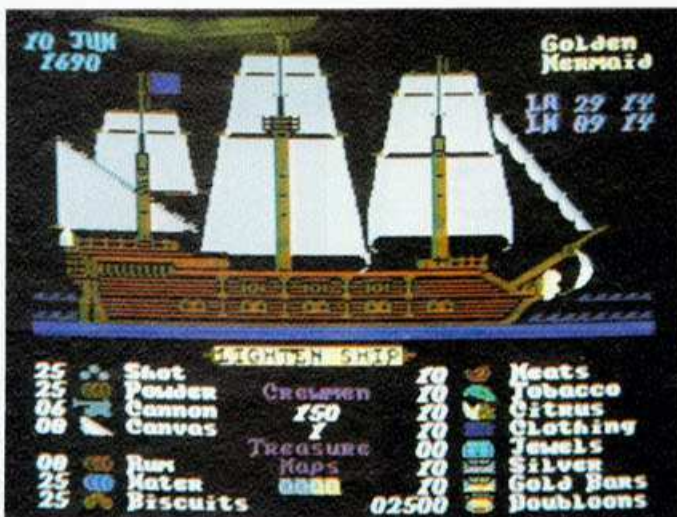 10 JUN
1690
Golden
Mermaid
LA 29 14
LN 89 14
LIGHTEN SHIP
25 Shot
25 Powder
06 Cannon
00 Canvas
00 Rum
25 Water
25 Biscuits
Crewmen
150
1
Treasure
Maps
10 Meats
10 Tobacco
10 Citrus
10 Clothing
00 Jewels
10 Silver
10 Gold Bars
02500 Doubloons